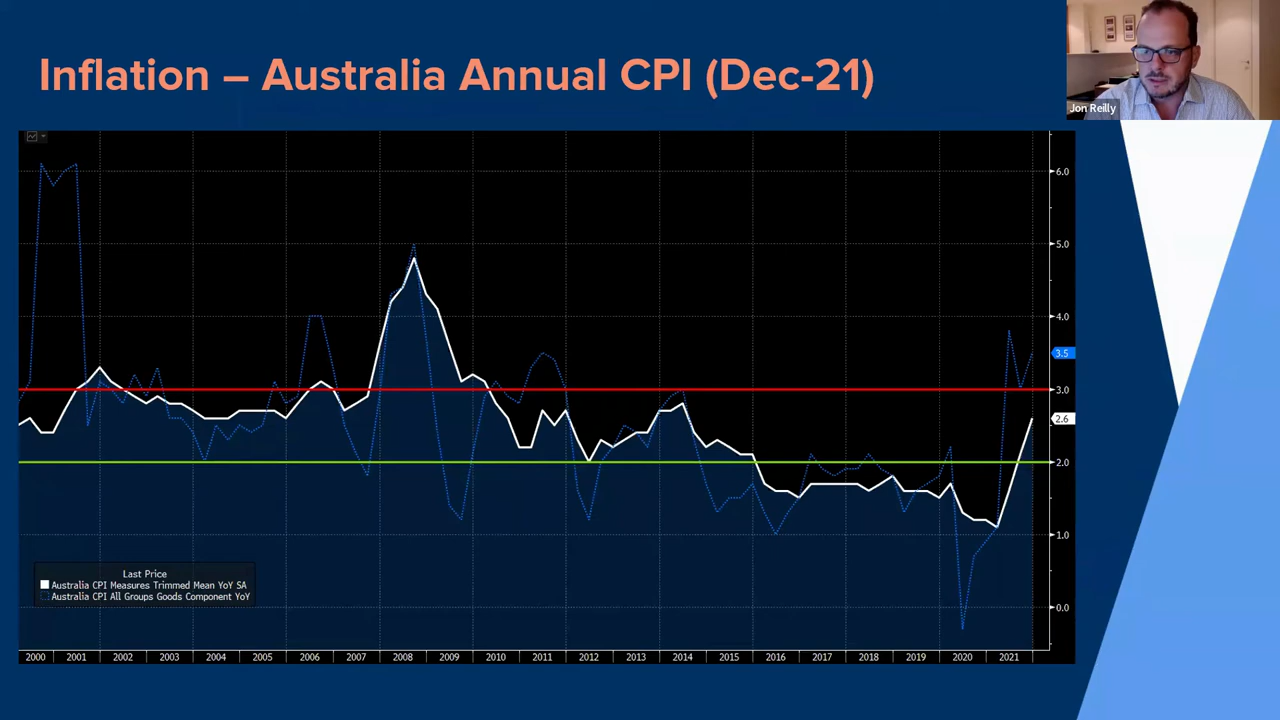 Inflation – Australia Annual CPI (Dec-21)
Jon Reilly
6.0
5.0
4.0
3.5
3.0
2.6
2.0
1.0
0.0
Last Price
Australia CPI Measures Trimmed Mean YoY SA
Australia CPI All Groups Goods Component YoY
2000 2001 2002 2003 2004 2005 2006 2007 2008 2009 2010 2011 2012 2013 2014 2015 2016 2017 2018 2019 2020 2021